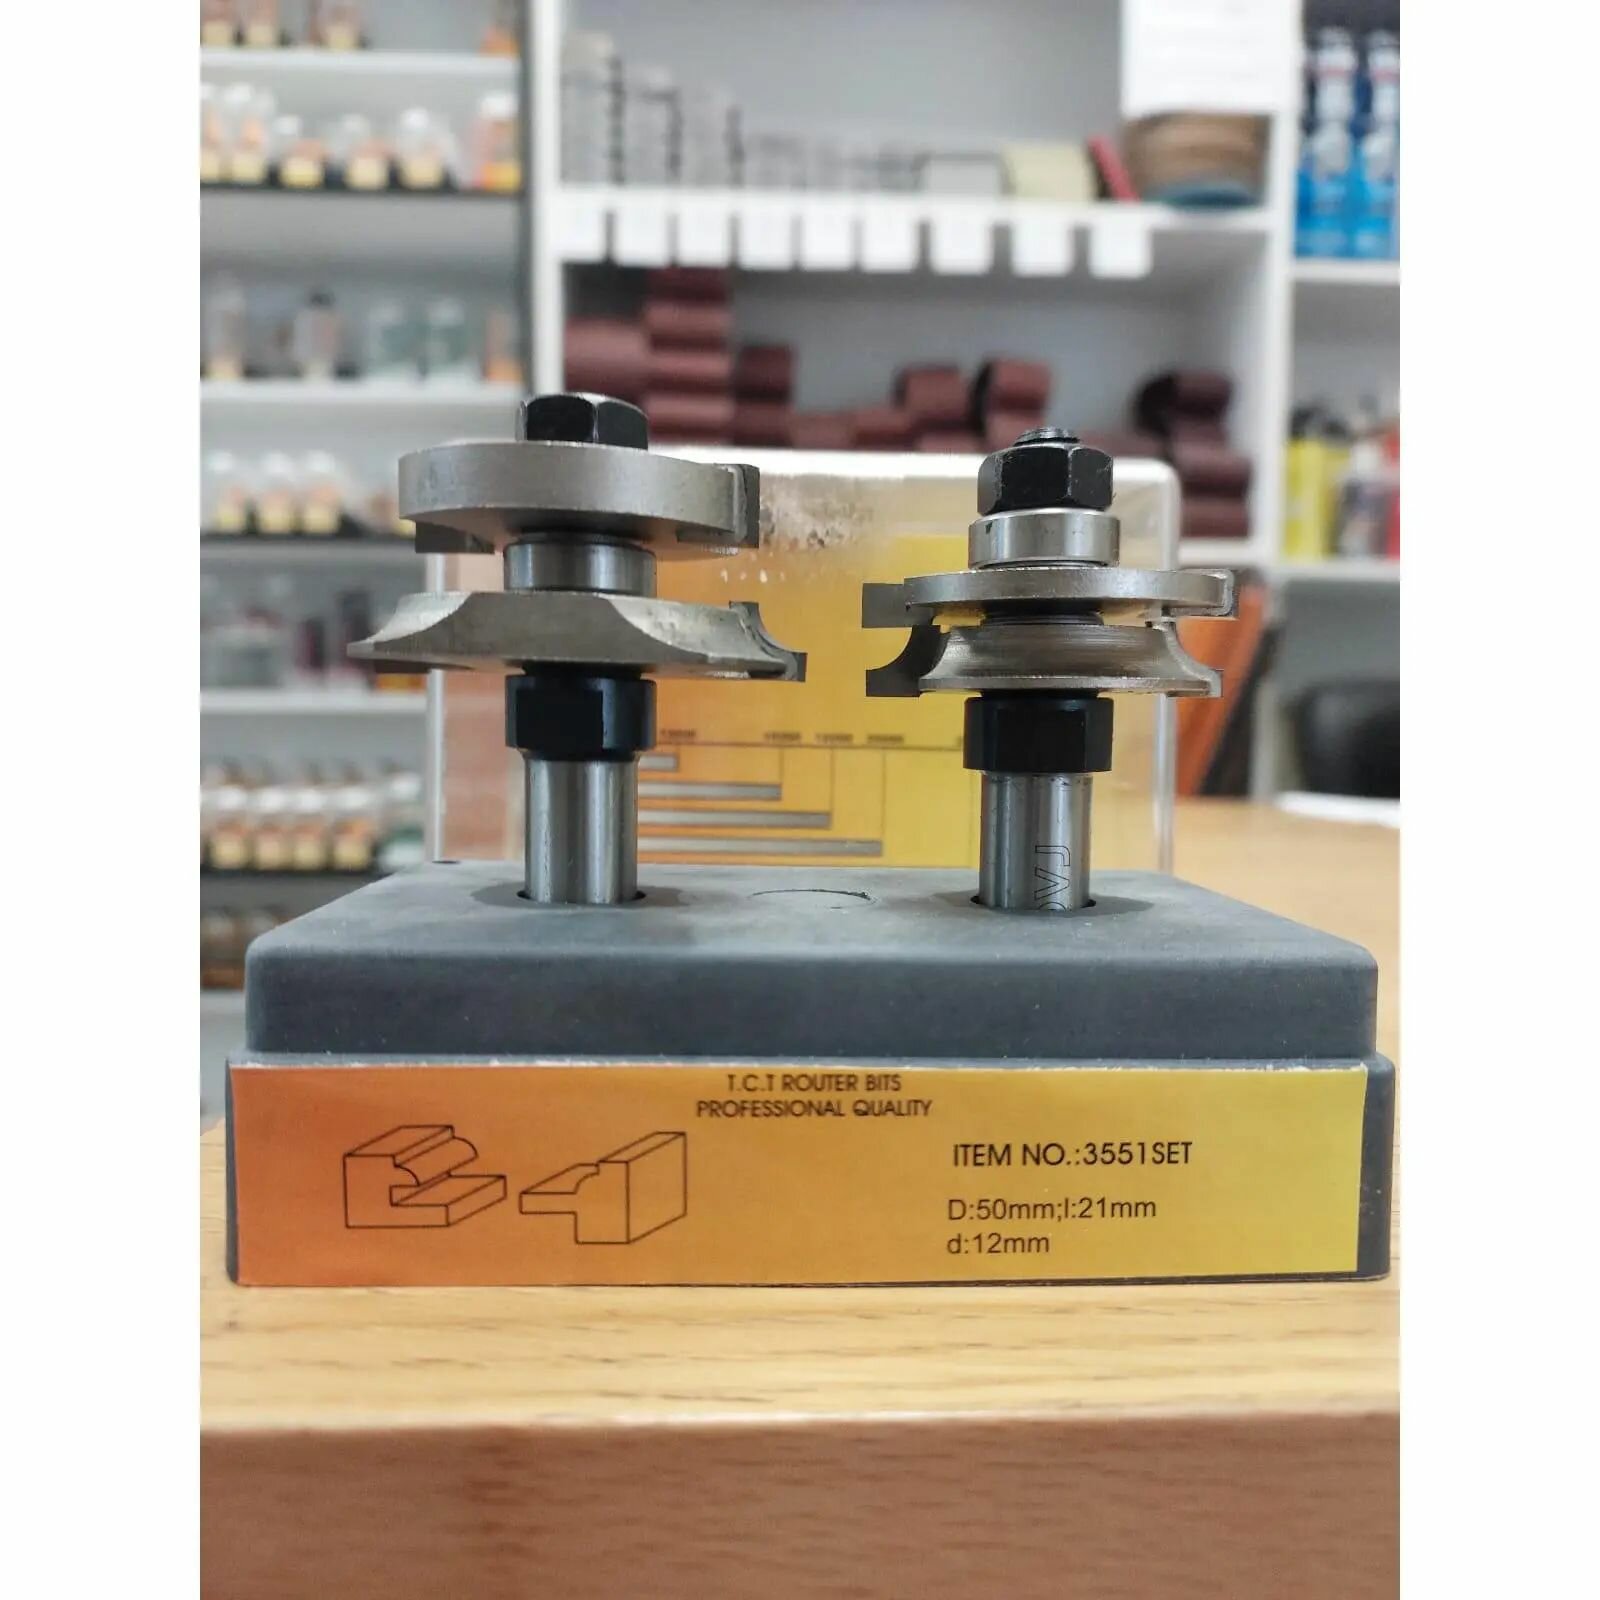 T.C.T ROUTER BITS
PROFESSIONAL QUALITY
ITEM NO.:3551SET
D:50mm;l:21mm
d:12mm